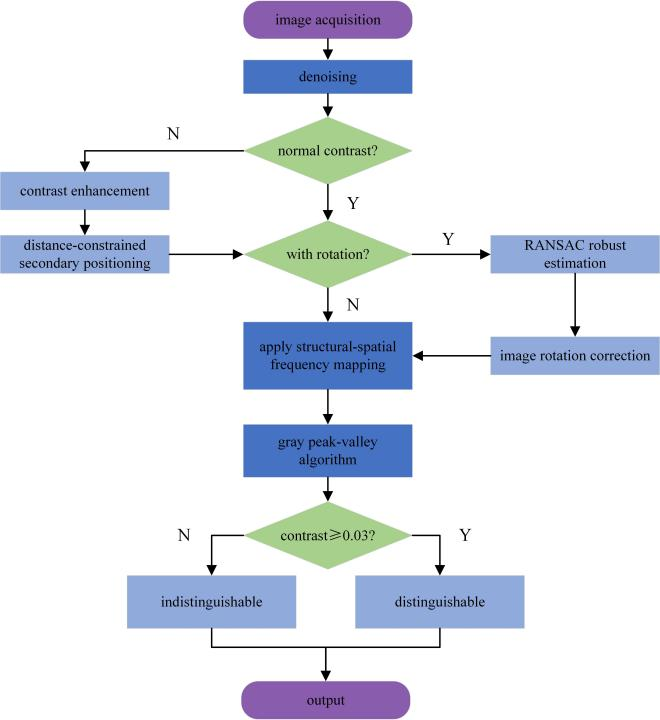 image acquisition
denoising
N
normal contrast?
contrast enhancement
Y
distance-constrained
secondary positioning
with rotation?
Y
RANSAC robust
estimation
N
apply structural-spatial
frequency mapping
image rotation correction
gray peak-valley
algorithm
N
contrast≥0.03?
Y
indistinguishable
distinguishable
output